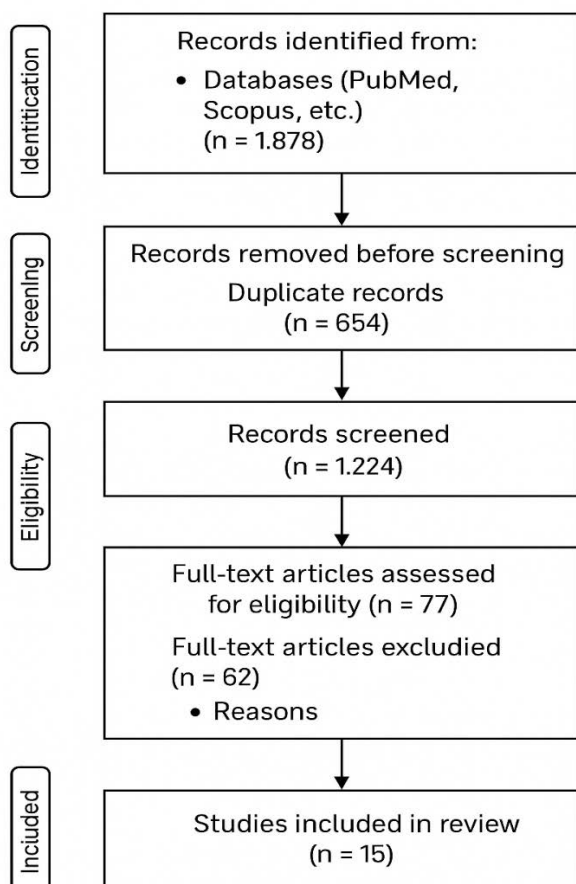 Identitication
Records identified from:
• Databases (PubMed,
Scopus, etc.)
(n = 1.878)
Screening
Records removed before screening
Duplicate records
(n = 654)
Eligibility
Records screened
(n = 1.224)
Full-text articles assessed
for eligibility (n = 77)
Full-text articles excludied
(n = 62)
• Reasons
Inciuded
Studies included in review
(n = 15)